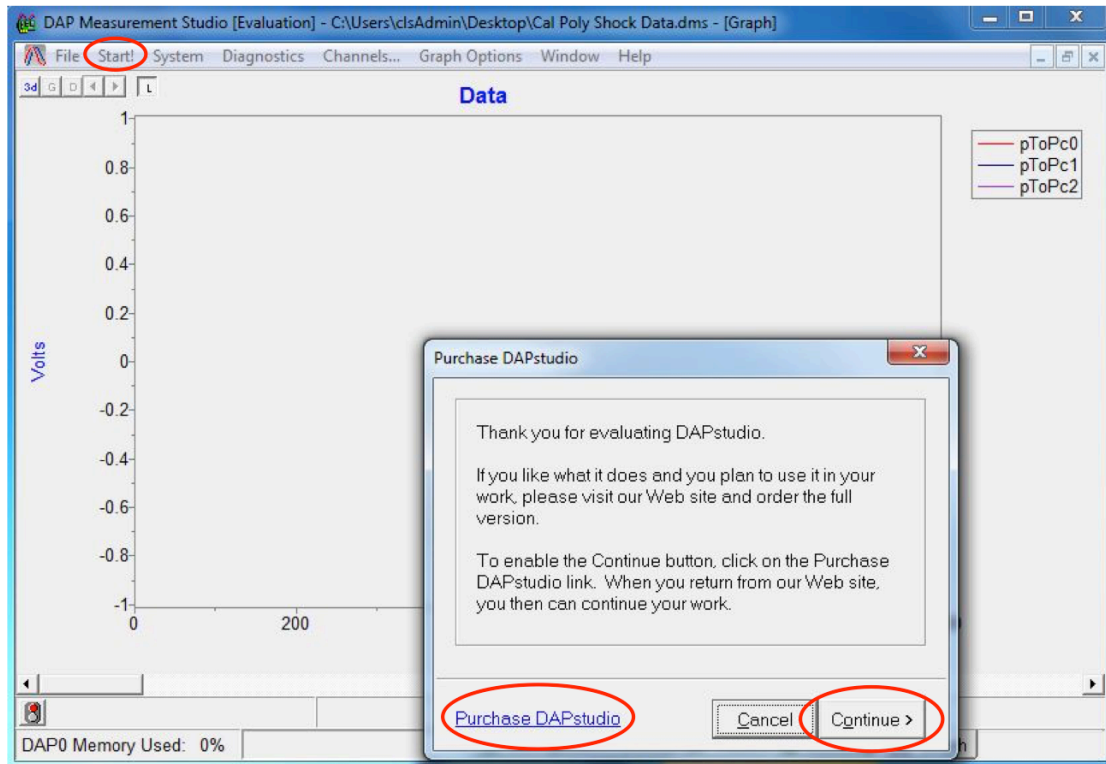 DAP Measurement Studio [Evaluation] - C:\Users\clsAdmin\Desktop\Cal Poly Shock Data.dms - [Graph]
File Start! System Diagnostics Channels... Graph Options Window Help
3d G D L
Data
1
0.8
0.6
0.4
0.2
0
-0.2
-0.4
-0.6
-0.8
-1
Volts
0 200
pToPc0
pToPc1
pToPc2
Purchase DAPstudio
Thank you for evaluating DAPstudio.
If you like what it does and you plan to use it in your
work, please visit our Web site and order the full
version.
To enable the Continue button, click on the Purchase
DAPstudio link. When you return from our Web site,
you then can continue your work.
Purchase DAPstudio Cancel Continue >
DAP0 Memory Used: 0%